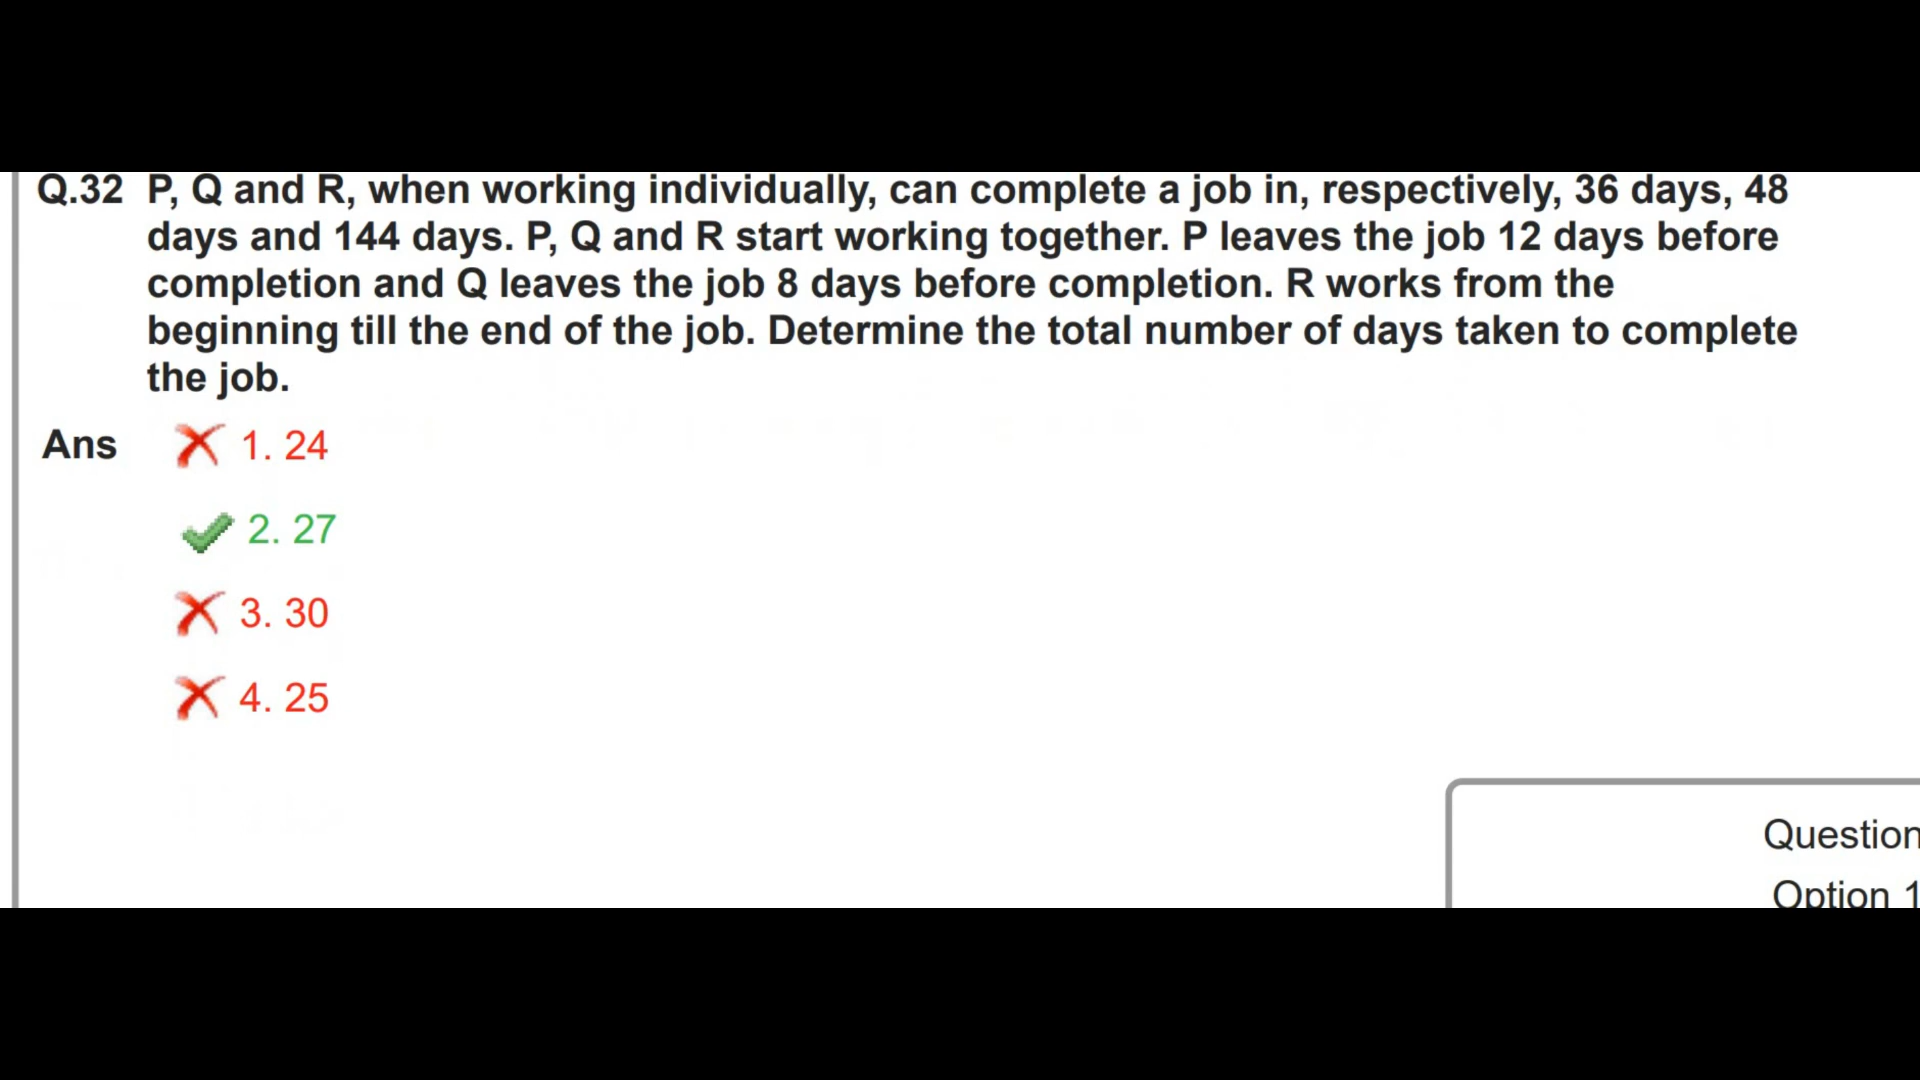 Q.32 P, Q and R, when working individually, can complete a job in, respectively, 36 days, 48
days and 144 days. P, Q and R start working together. P leaves the job 12 days before
completion and Q leaves the job 8 days before completion. R works from the
beginning till the end of the job. Determine the total number of days taken to complete
the job.
Ans 1. 24
2. 27
3. 30
4. 25
Question
Option 1